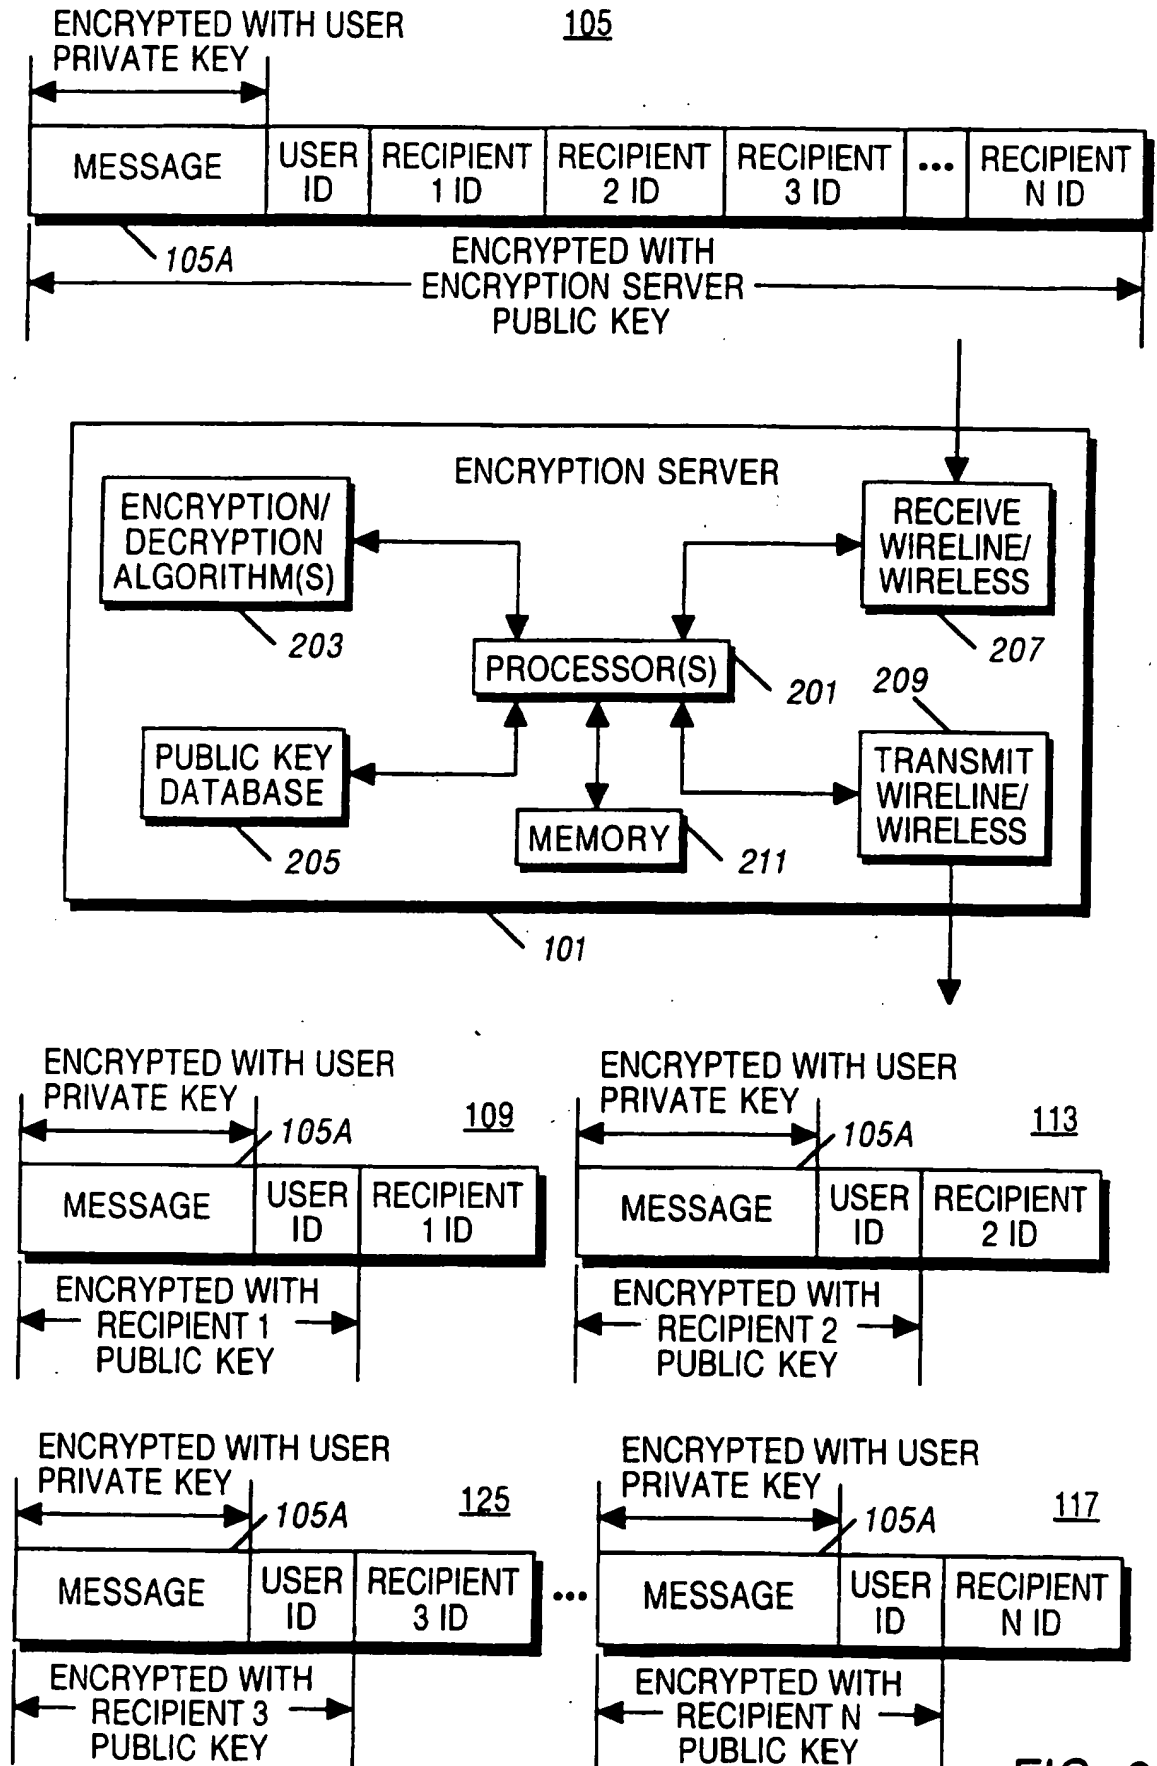 ENCRYPTED WITH USER
PRIVATE KEY
105
MESSAGE
USER
ID
RECIPIENT
1 ID
RECIPIENT
2 ID
RECIPIENT
3 ID
...
RECIPIENT
N ID
105A
ENCRYPTED WITH
ENCRYPTION SERVER
PUBLIC KEY
ENCRYPTION SERVER
ENCRYPTION/
DECRYPTION
ALGORITHM(S)
203
RECEIVE
WIRELINE/
WIRELESS
207
PROCESSOR(S)
201
209
PUBLIC KEY
DATABASE
205
MEMORY
211
TRANSMIT
WIRELINE/
WIRELESS
101
ENCRYPTED WITH USER
PRIVATE KEY
109
105A
MESSAGE
USER
ID
RECIPIENT
1 ID
ENCRYPTED WITH
RECIPIENT 1
PUBLIC KEY
ENCRYPTED WITH USER
PRIVATE KEY
113
105A
MESSAGE
USER
ID
RECIPIENT
2 ID
ENCRYPTED WITH
RECIPIENT 2
PUBLIC KEY
ENCRYPTED WITH USER
PRIVATE KEY
125
105A
MESSAGE
USER
ID
RECIPIENT
3 ID
...
ENCRYPTED WITH
RECIPIENT 3
PUBLIC KEY
ENCRYPTED WITH USER
PRIVATE KEY
117
105A
MESSAGE
USER
ID
RECIPIENT
N ID
ENCRYPTED WITH
RECIPIENT N
PUBLIC KEY